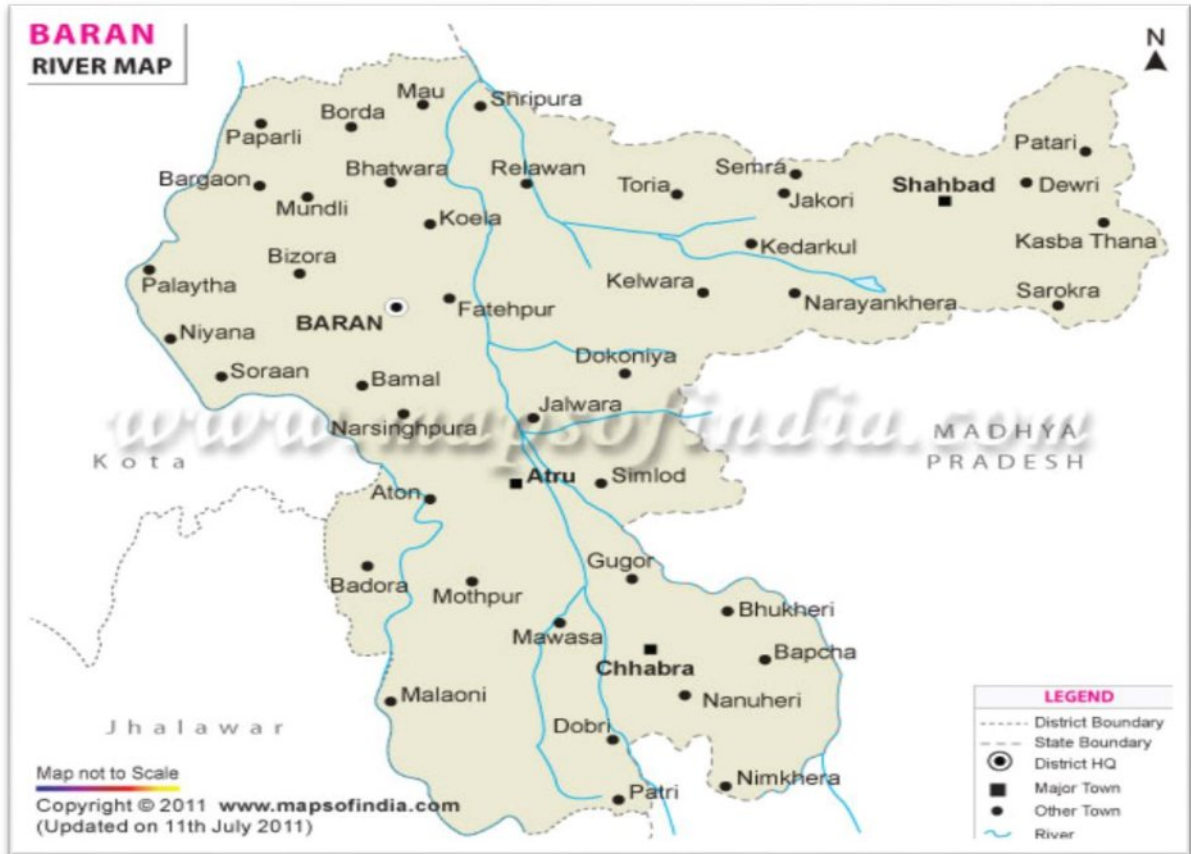 BARAN
RIVER MAP
N
Mau
Shripura
Borda
Paparli
Patari
Bhatwara
Relawan
Semra
Bargaon
Toria
Shahbad
Dewri
Mundli
Jakori
Koela
Kasba Thana
Bizora
Kedarkul
Palaytha
Kelwara
Narayankhera
Sarokra
Fatehpur
BARAN
Niyana
Dokoniya
Soraan
Bamal
Jalwara
www.mapsofindia.com
Narsinghpura
MADHYA
PRADESH
Kota
Atru
Simlod
Aton
Gugor
Badora
Mothpur
Bhukheri
Mawasa
Bapcha
Chhabra
Malaoni
Nanuheri
Jhalawar
Dobri
Nimkhera
Patri
LEGEND
District Boundary
State Boundary
District HQ
Major Town
Other Town
River
Map not to Scale
Copyright © 2011 www.mapsofindia.com
(Updated on 11th July 2011)